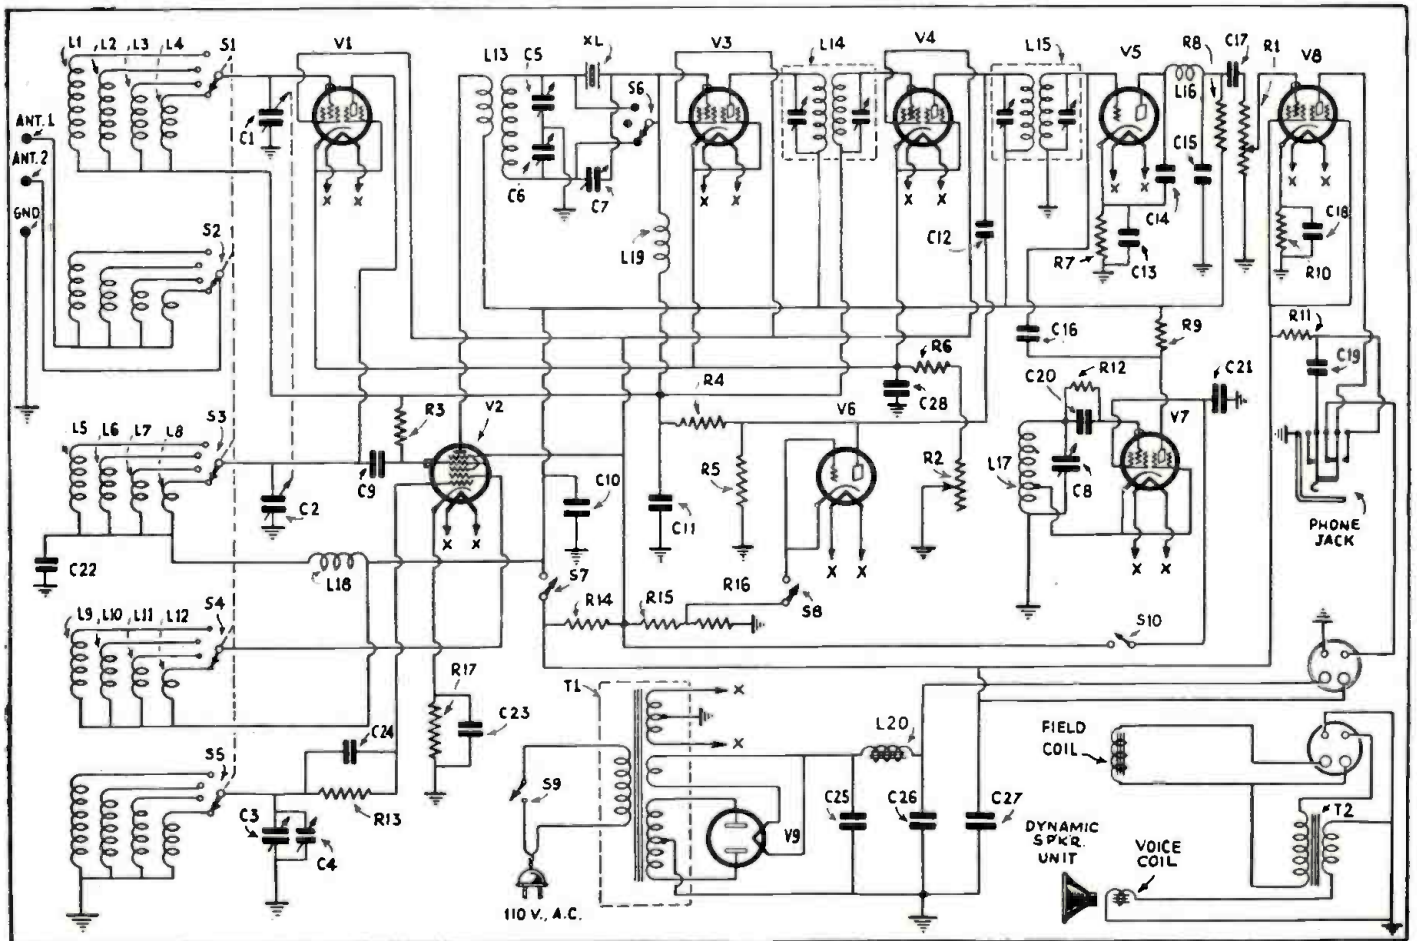 L1 L2 L3 L4 S1 V1 L13 C5 XL V3 L14 V4 L15 V5 R8 C17 R1 V8
S6 L16
ANT.1 C1
ANT.2 C6 C7 C15
GND C14 C18
S2 L19 C12 R7 C13 R10
C16 R9 R11
R6 C19
R4 C20 R12 C21
L5 L6 L7 L8 S3 R3 V2 C28 V6 V7
C9 R5 R2 L17 C8
C2 C10 C11 PHONE
JACK
C22 L18 S7 R14 R15 R16 S8
X X X X X X X X X X X X X X X X
L9 L10 L11 L12 S4 S10
R17 T1 X
C23 C24 X L20 FIELD
COIL
S5 S9
C3 C4 R13 V9 C25 C26 C27 T2
DYNAMIC
SPKR.
UNIT
VOICE
COIL
110 V., A.C.